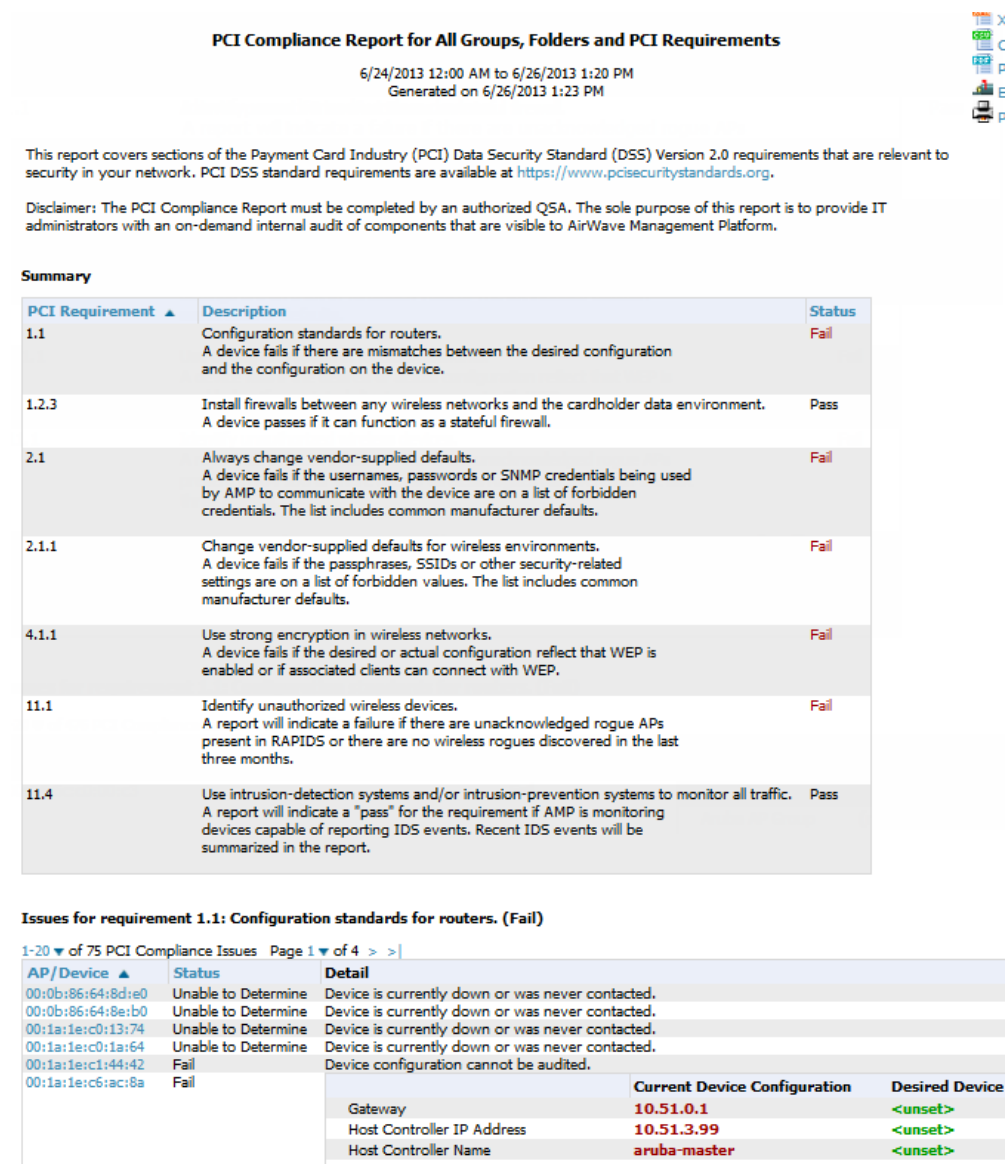 PCI Compliance Report for All Groups, Folders and PCI Requirements
6/24/2013 12:00 AM to 6/26/2013 1:20 PM
Generated on 6/26/2013 1:23 PM
This report covers sections of the Payment Card Industry (PCI) Data Security Standard (DSS) Version 2.0 requirements that are relevant to
security in your network. PCI DSS standard requirements are available at https://www.pcisecuritystandards.org.
Disclaimer: The PCI Compliance Report must be completed by an authorized QSA. The sole purpose of this report is to provide IT
administrators with an on-demand internal audit of components that are visible to AirWave Management Platform.
Summary
PCI Requirement ▲ Description Status
1.1 Configuration standards for routers. Fail
A device fails if there are mismatches between the desired configuration
and the configuration on the device.
1.2.3 Install firewalls between any wireless networks and the cardholder data environment. Pass
A device passes if it can function as a stateful firewall.
2.1 Always change vendor-supplied defaults. Fail
A device fails if the usernames, passwords or SNMP credentials being used
by AMP to communicate with the device are on a list of forbidden
credentials. The list includes common manufacturer defaults.
2.1.1 Change vendor-supplied defaults for wireless environments. Fail
A device fails if the passphrases, SSIDs or other security-related
settings are on a list of forbidden values. The list includes common
manufacturer defaults.
4.1.1 Use strong encryption in wireless networks. Fail
A device fails if the desired or actual configuration reflect that WEP is
enabled or if associated clients can connect with WEP.
11.1 Identify unauthorized wireless devices. Fail
A report will indicate a failure if there are unacknowledged rogue APs
present in RAPIDS or there are no wireless rogues discovered in the last
three months.
11.4 Use intrusion-detection systems and/or intrusion-prevention systems to monitor all traffic. Pass
A report will indicate a "pass" for the requirement if AMP is monitoring
devices capable of reporting IDS events. Recent IDS events will be
summarized in the report.
Issues for requirement 1.1: Configuration standards for routers. (Fail)
1-20 ▼ of 75 PCI Compliance Issues Page 1 ▼ of 4 > >|
AP/Device ▲ Status Detail
00:0b:86:64:8d:e0 Unable to Determine Device is currently down or was never contacted.
00:0b:86:64:8e:b0 Unable to Determine Device is currently down or was never contacted.
00:1a:1e:c0:13:74 Unable to Determine Device is currently down or was never contacted.
00:1a:1e:c0:1a:64 Unable to Determine Device is currently down or was never contacted.
00:1a:1e:c1:44:42 Fail Device configuration cannot be audited.
00:1a:1e:c6:ac:8a Fail
Current Device Configuration Desired Device
Gateway 10.51.0.1 <unset>
Host Controller IP Address 10.51.3.99 <unset>
Host Controller Name aruba-master <unset>